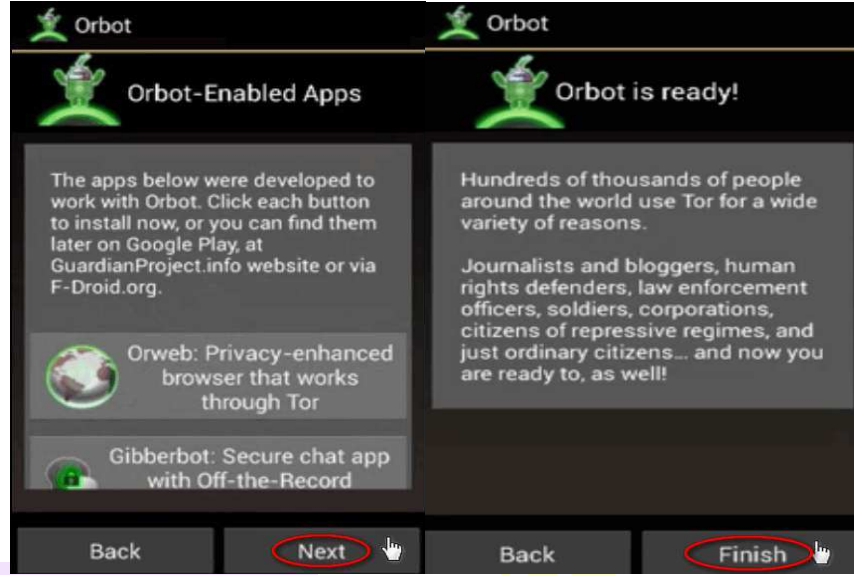 Orbot
Orbot-Enabled Apps
The apps below were developed to
work with Orbot. Click each button
to install now, or you can find them
later on Google Play, at
GuardianProject.info website or via
F-Droid.org.
Orweb: Privacy-enhanced
browser that works
through Tor
Gibberbot: Secure chat app
with Off-the-Record
Back
Next
Orbot
Orbot is ready!
Hundreds of thousands of people
around the world use Tor for a wide
variety of reasons.
Journalists and bloggers, human
rights defenders, law enforcement
officers, soldiers, corporations,
citizens of repressive regimes, and
just ordinary citizens... and now you
are ready to, as well!
Back
Finish